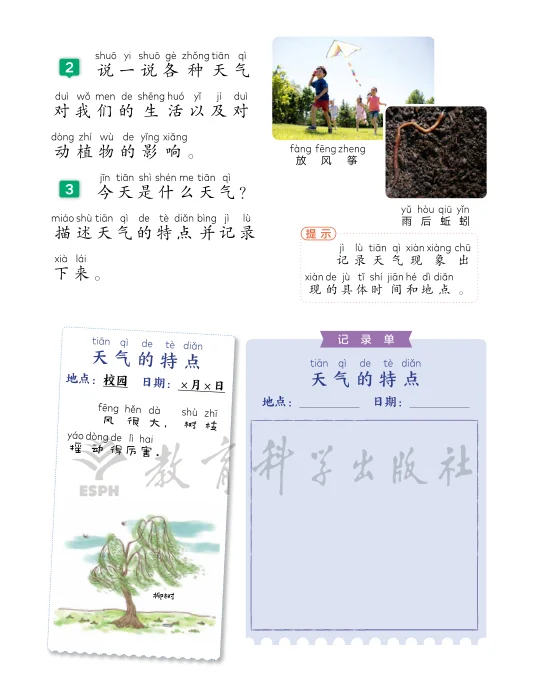 shuō yi shuō gè zhǒng tiān qì
2 说一说各种天气
duì wǒ men de shēng huó yǐ jí duì
对我们的生活以及对
dòng zhí wù de yǐng xiǎng
动植物的影响。
jīn tiān shì shén me tiān qì
3 今天是什么天气？
miáo shù tiān qì de tè diǎn bìng jì lù
描述天气的特点并记录
xià lái
下来。
fàng fēng zheng
放风筝
yǔ hòu qiū yǐn
雨后蚯蚓
提示
jì lù tiān qì xiàn xiàng chū
记录天气现象出
xiàn de jù tǐ shí jiān hé dì diǎn
现的具体时间和地点。
tiān qì de tè diǎn
天气的特点
地点：校园 日期：×月×日
fēng hěn dà shù zhī
风很大，树枝
yáo dòng de lì hai
摇动得厉害.
柳树
记录单
tiān qì de tè diǎn
天气的特点
地点： 日期：
ESPH 教育科学出版社